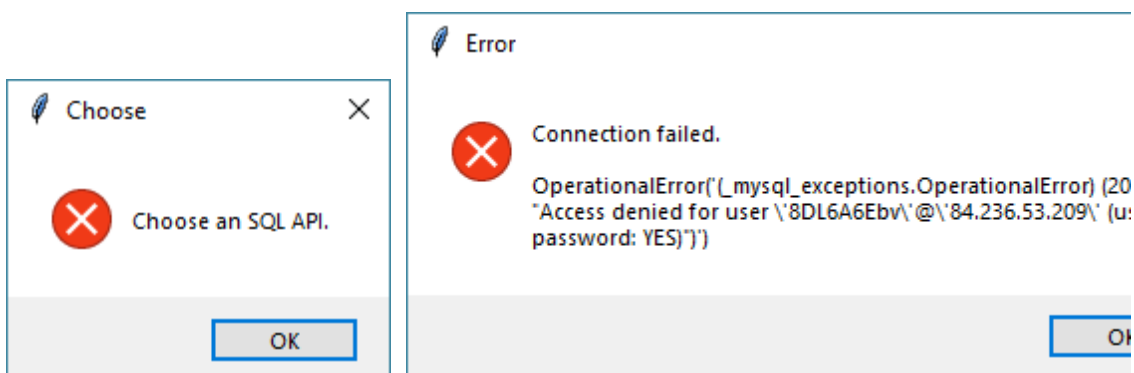 Choose
Choose an SQL API.
OK
Error
Connection failed.
OperationalError('(_mysql_exceptions.OperationalError) (20
"Access denied for user \'8DL6A6Ebv\'@\'84.236.53.209\' (us
password: YES)")')
OK